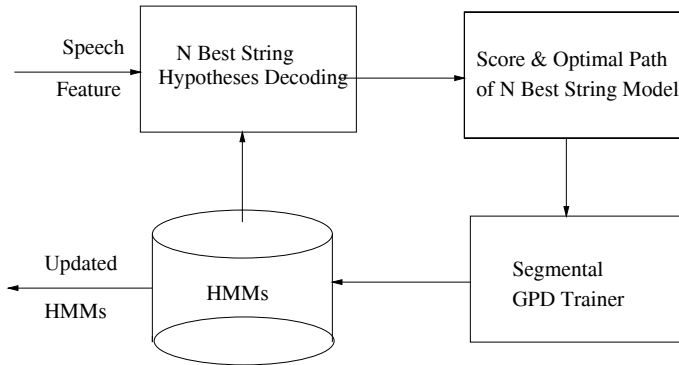 Speech
Feature
N Best String
Hypotheses Decoding
Score & Optimal Path
of N Best String Model
Updated
HMMs
HMMs
Segmental
GPD Trainer